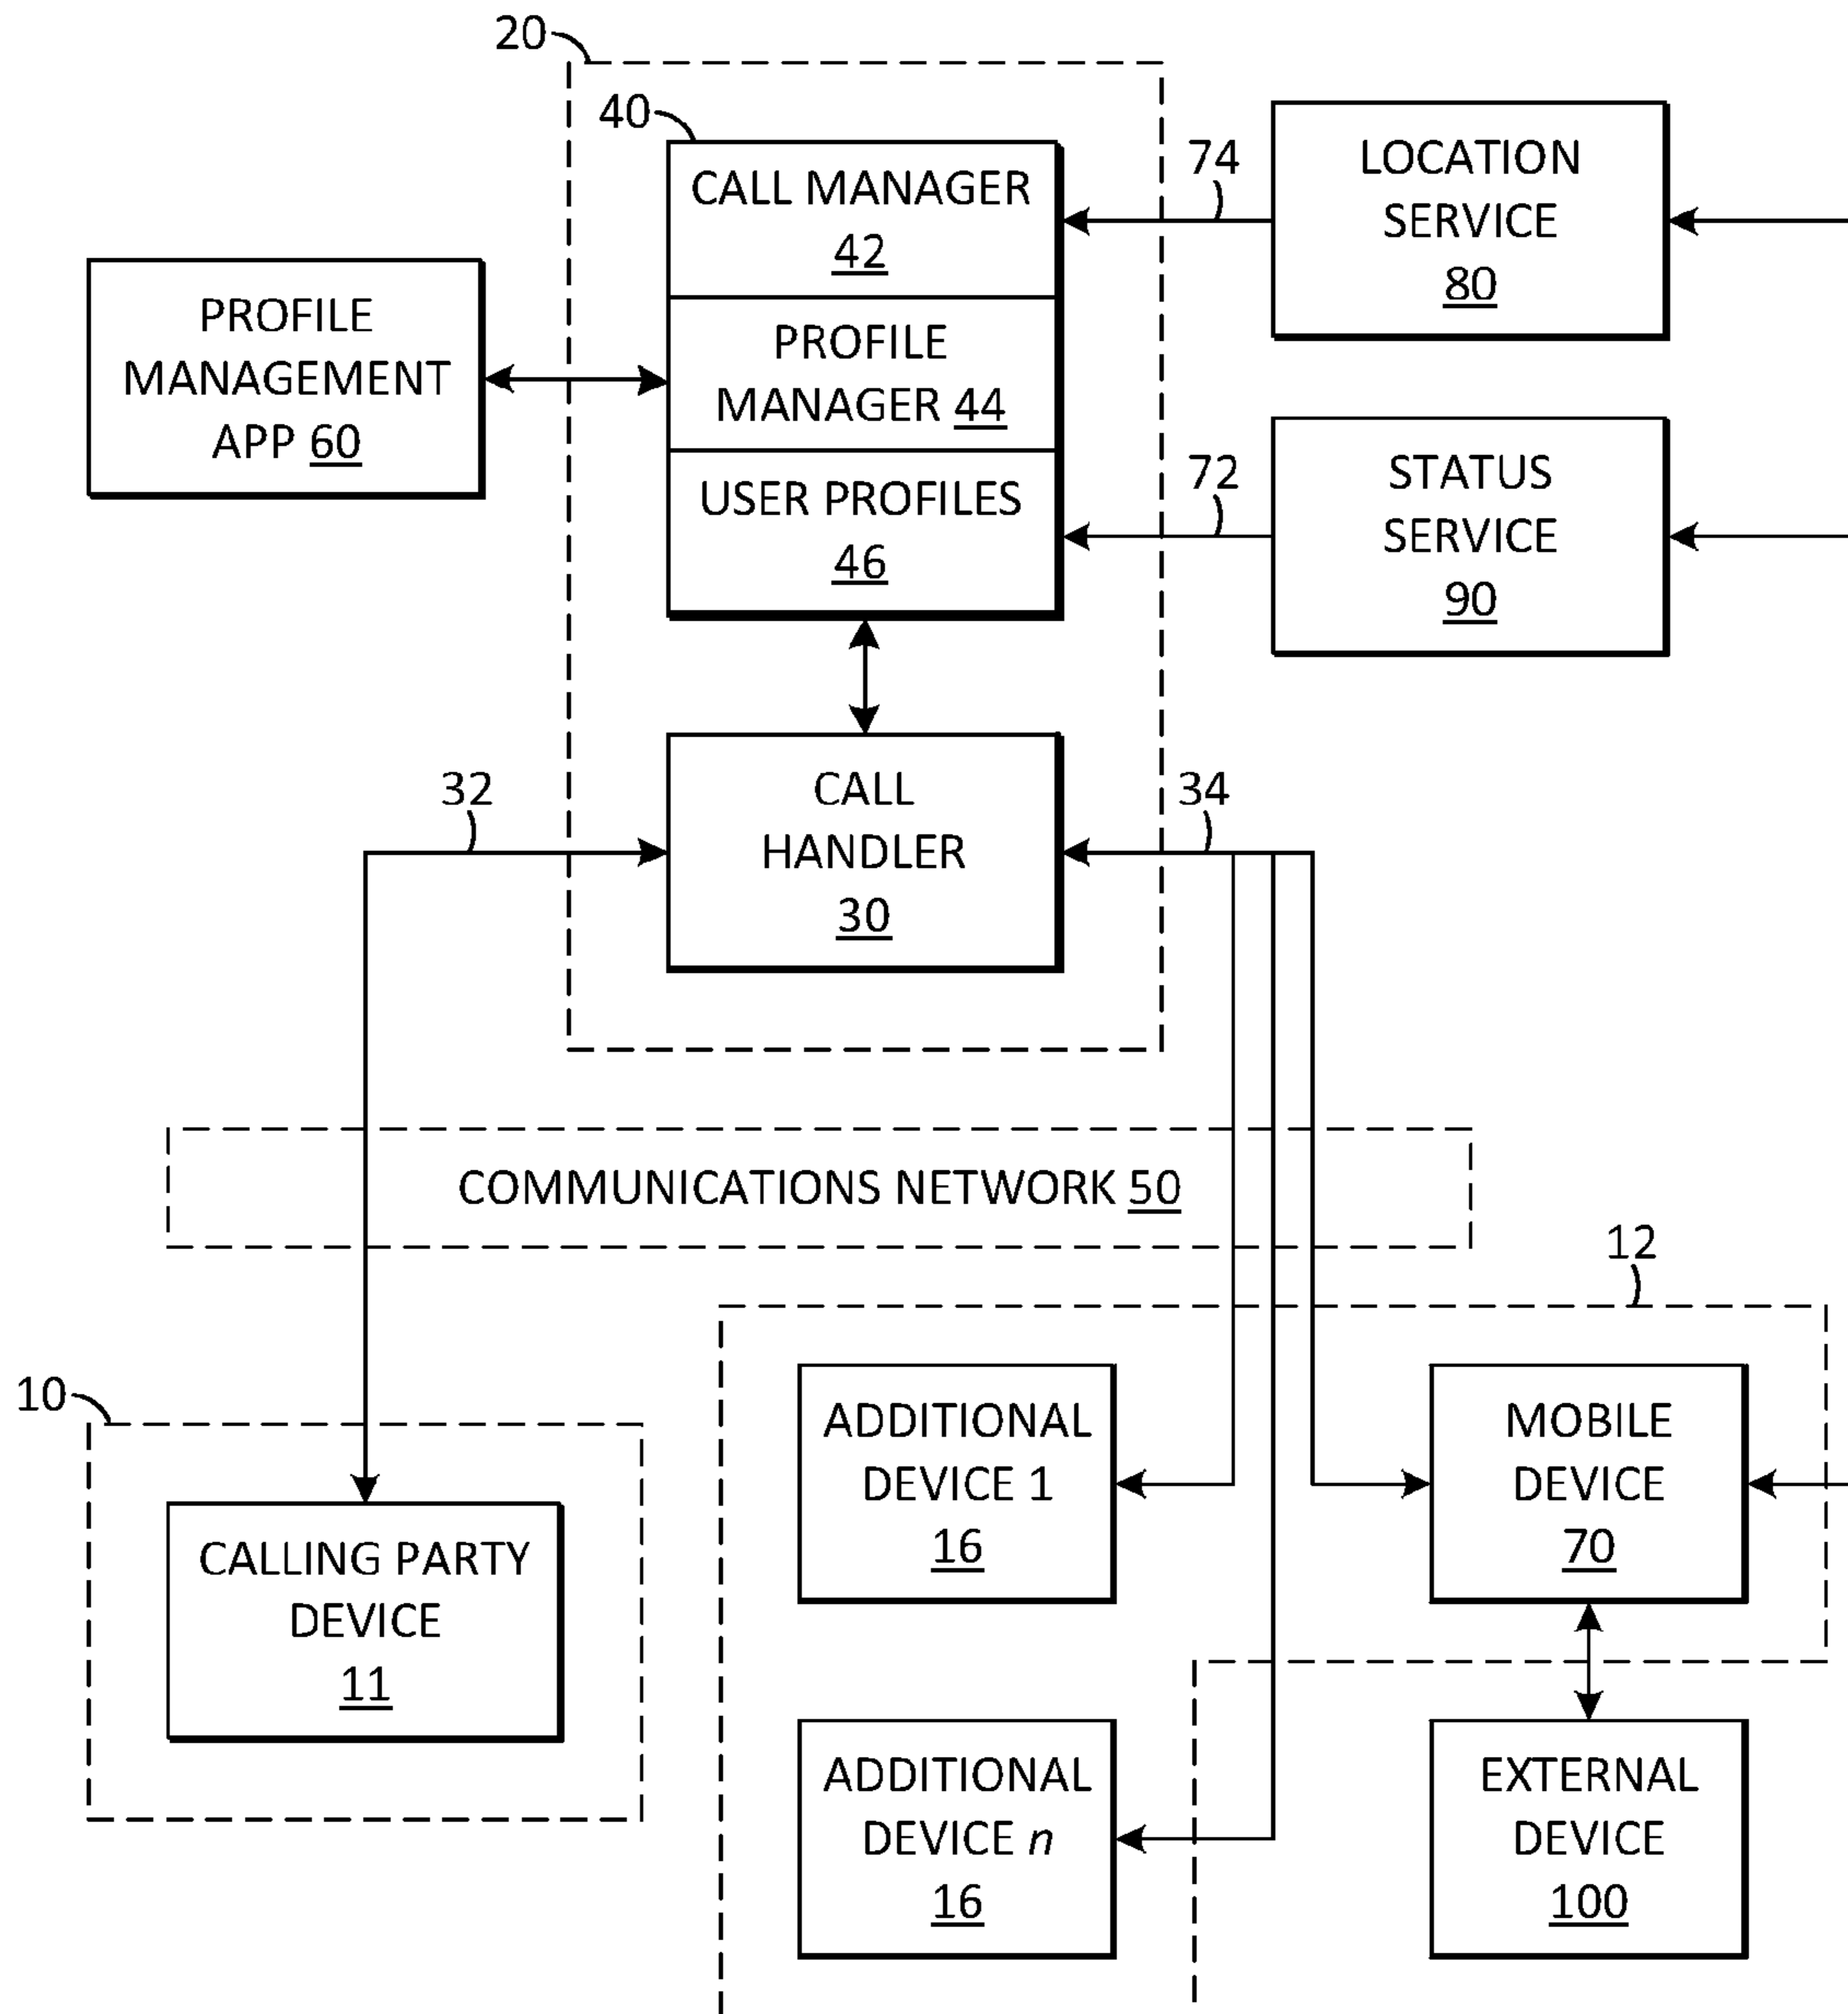 20
40
CALL MANAGER
42
PROFILE
MANAGER 44
USER PROFILES
46
74
LOCATION
SERVICE
80
PROFILE
MANAGEMENT
APP 60
72
STATUS
SERVICE
90
32
CALL
HANDLER
30
34
COMMUNICATIONS NETWORK 50
12
10
CALLING PARTY
DEVICE
11
ADDITIONAL
DEVICE 1
16
MOBILE
DEVICE
70
ADDITIONAL
DEVICE n
16
EXTERNAL
DEVICE
100